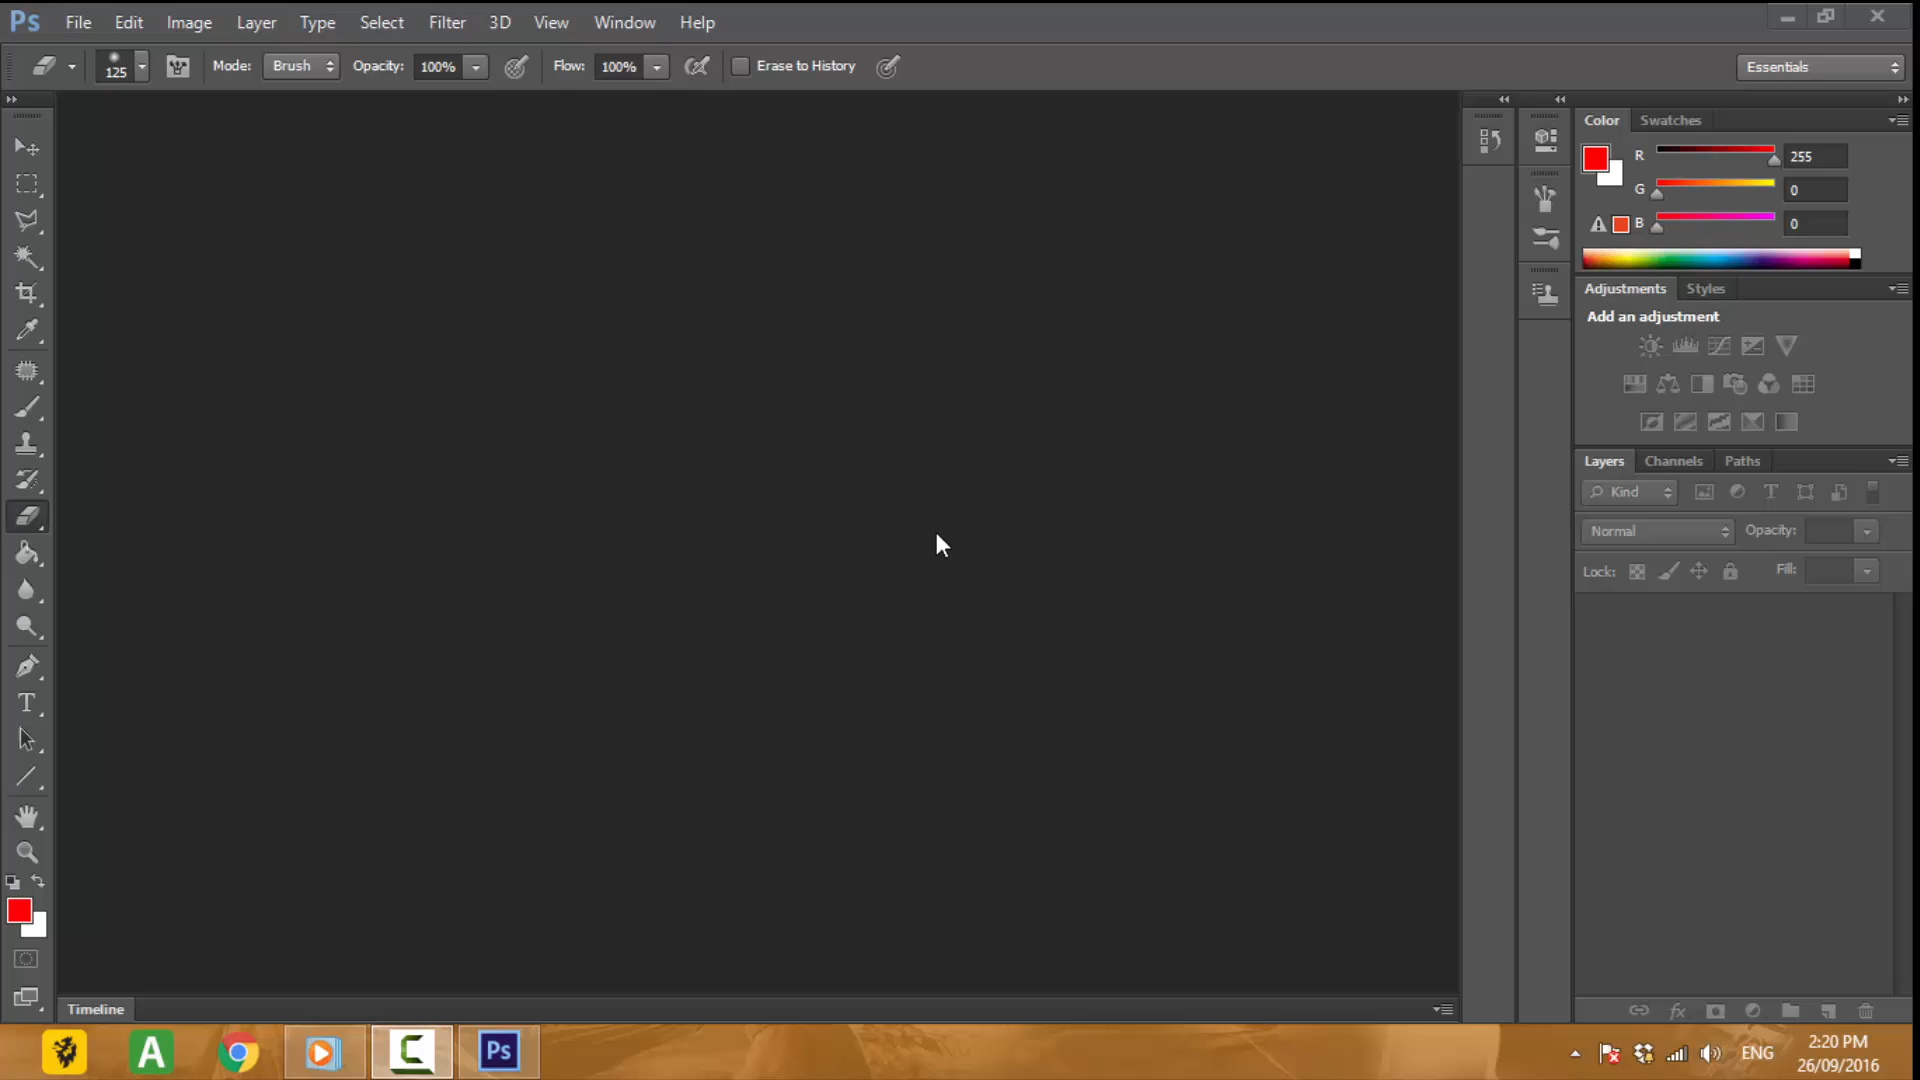 Ps File Edit Image Layer Type Select Filter 3D View Window Help
125 Mode: Brush Opacity: 100% Flow: 100% Erase to History Essentials
Color Swatches
R 255
G 0
B 0
Adjustments Styles
Add an adjustment
Layers Channels Paths
Kind
Normal Opacity:
Lock: Fill:
T
Timeline
A C Ps ENG 2:20 PM
26/09/2016